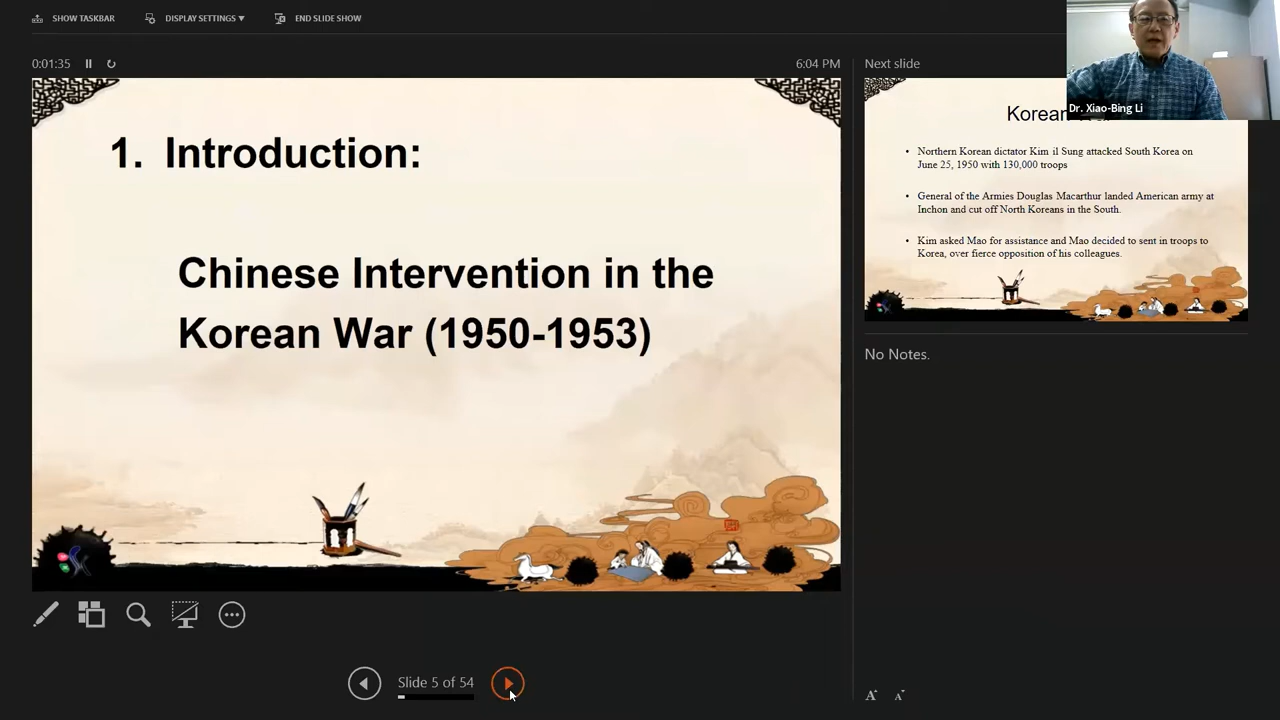 SHOW TASKBAR DISPLAY SETTINGS ▾ END SLIDE SHOW
0:01:35 6:04 PM
1. Introduction:
Chinese Intervention in the
Korean War (1950-1953)
Slide 5 of 54
Next slide
Dr. Xiao-Bing Li
Korean
• Northern Korean dictator Kim il Sung attacked South Korea on
June 25, 1950 with 130,000 troops
• General of the Armies Douglas Macarthur landed American army at
Inchon and cut off North Koreans in the South.
• Kim asked Mao for assistance and Mao decided to sent in troops to
Korea, over fierce opposition of his colleagues.
No Notes.
A A